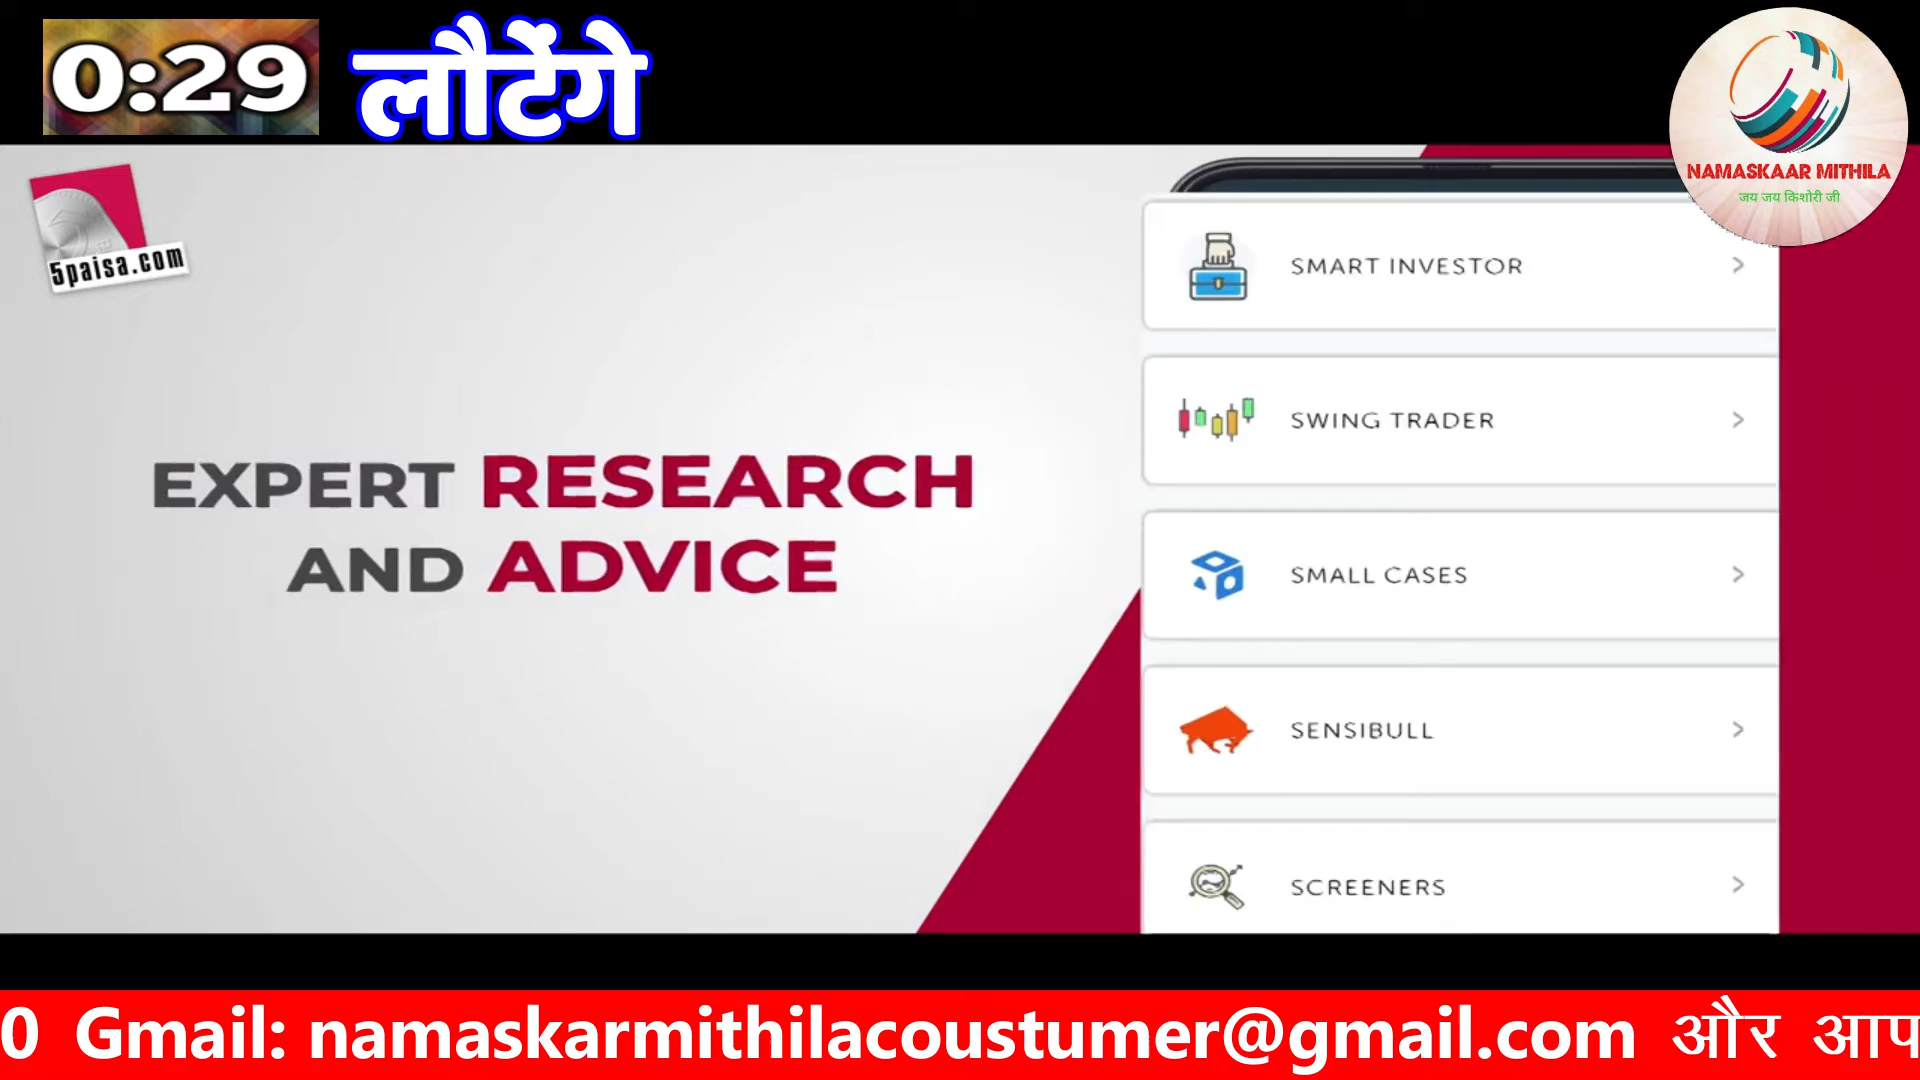 0:29 लौटेंगे
NAMASKAAR MITHILA
जय जय किशोरी जी
5paisa.com
EXPERT RESEARCH
AND ADVICE
SMART INVESTOR
SWING TRADER
SMALL CASES
SENSIBULL
SCREENERS
0 Gmail: namaskarmithilacoustumer@gmail.com और आप